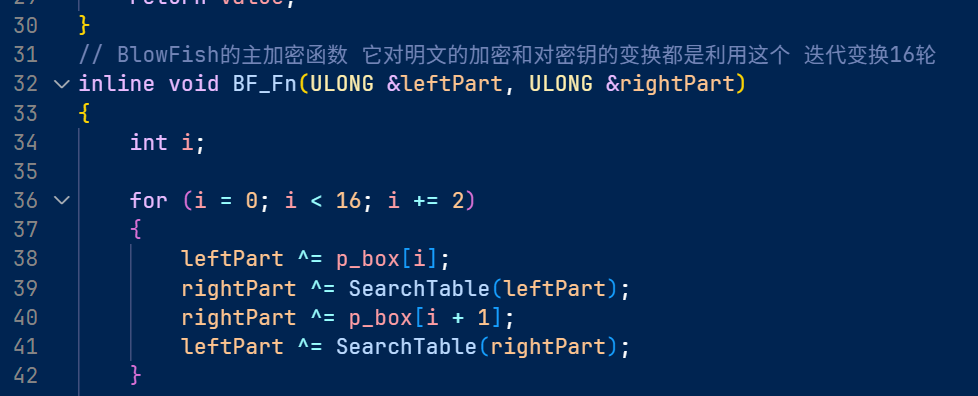 29 return value;
30 }
31 // BlowFish的主加密函数 它对明文的加密和对密钥的变换都是利用这个 迭代变换16轮
32 inline void BF_Fn(ULONG &leftPart, ULONG &rightPart)
33 {
34 int i;
35
36 for (i = 0; i < 16; i += 2)
37 {
38 leftPart ^= p_box[i];
39 rightPart ^= SearchTable(leftPart);
40 rightPart ^= p_box[i + 1];
41 leftPart ^= SearchTable(rightPart);
42 }